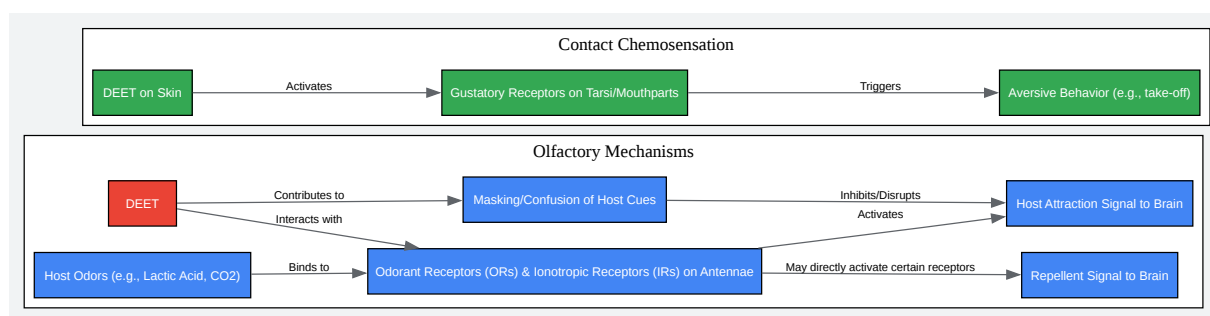 Contact Chemosensation
DEET on Skin
Activates
Gustatory Receptors on Tarsi/Mouthparts
Triggers
Aversive Behavior (e.g., take-off)
Olfactory Mechanisms
DEET
Contributes to
Masking/Confusion of Host Cues
Inhibits/Disrupts
Host Attraction Signal to Brain
Interacts with
Activates
Host Odors (e.g., Lactic Acid, CO2)
Binds to
Odorant Receptors (ORs) & Ionotropic Receptors (IRs) on Antennae
May directly activate certain receptors
Repellent Signal to Brain